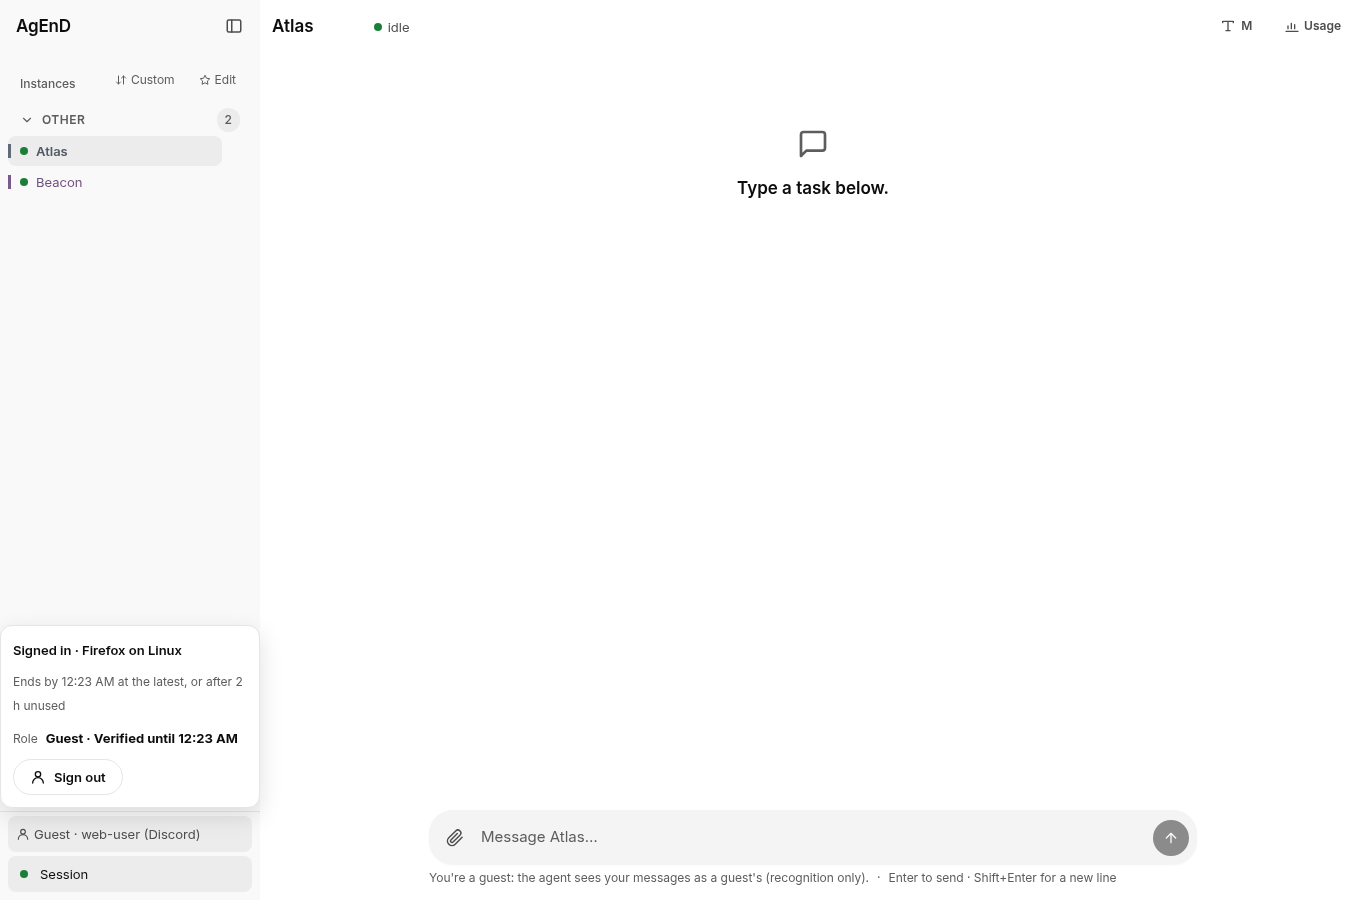 AgEnD
Atlas
idle
M
Usage
Instances
Custom
Edit
OTHER
2
Atlas
Beacon
Type a task below.
Signed in · Firefox on Linux
Ends by 12:23 AM at the latest, or after 2
h unused
Role Guest · Verified until 12:23 AM
Sign out
Guest · web-user (Discord)
Session
Message Atlas...
You're a guest: the agent sees your messages as a guest's (recognition only). · Enter to send · Shift+Enter for a new line